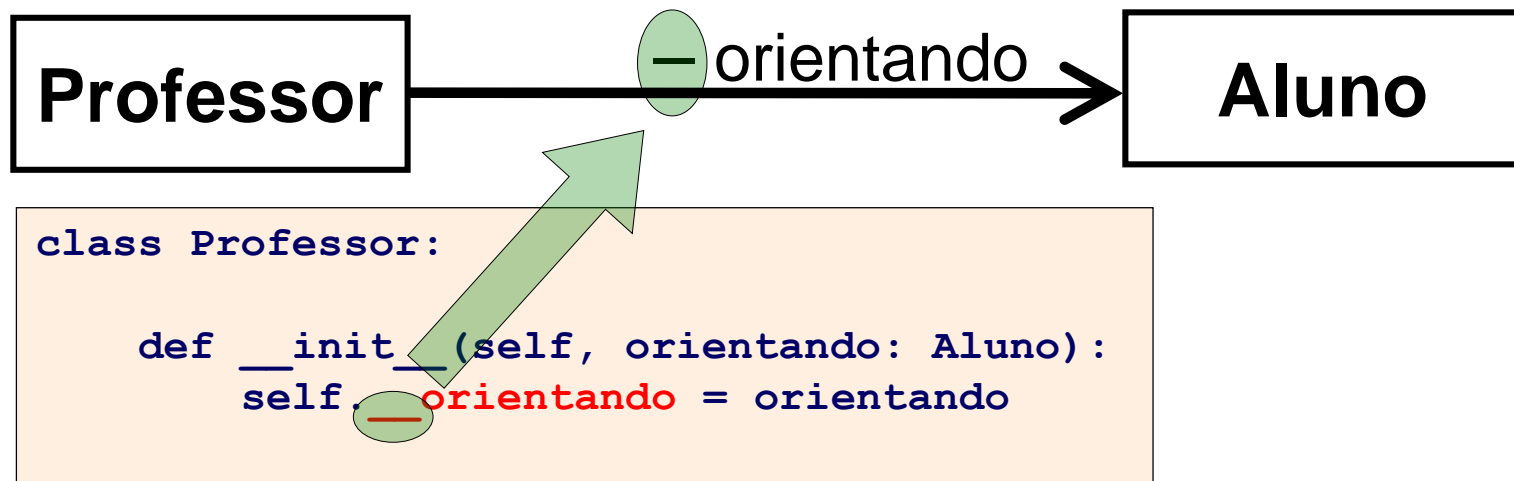 – orientando
Professor
Aluno
class Professor:
def __init__(self, orientando: Aluno):
self.__orientando = orientando